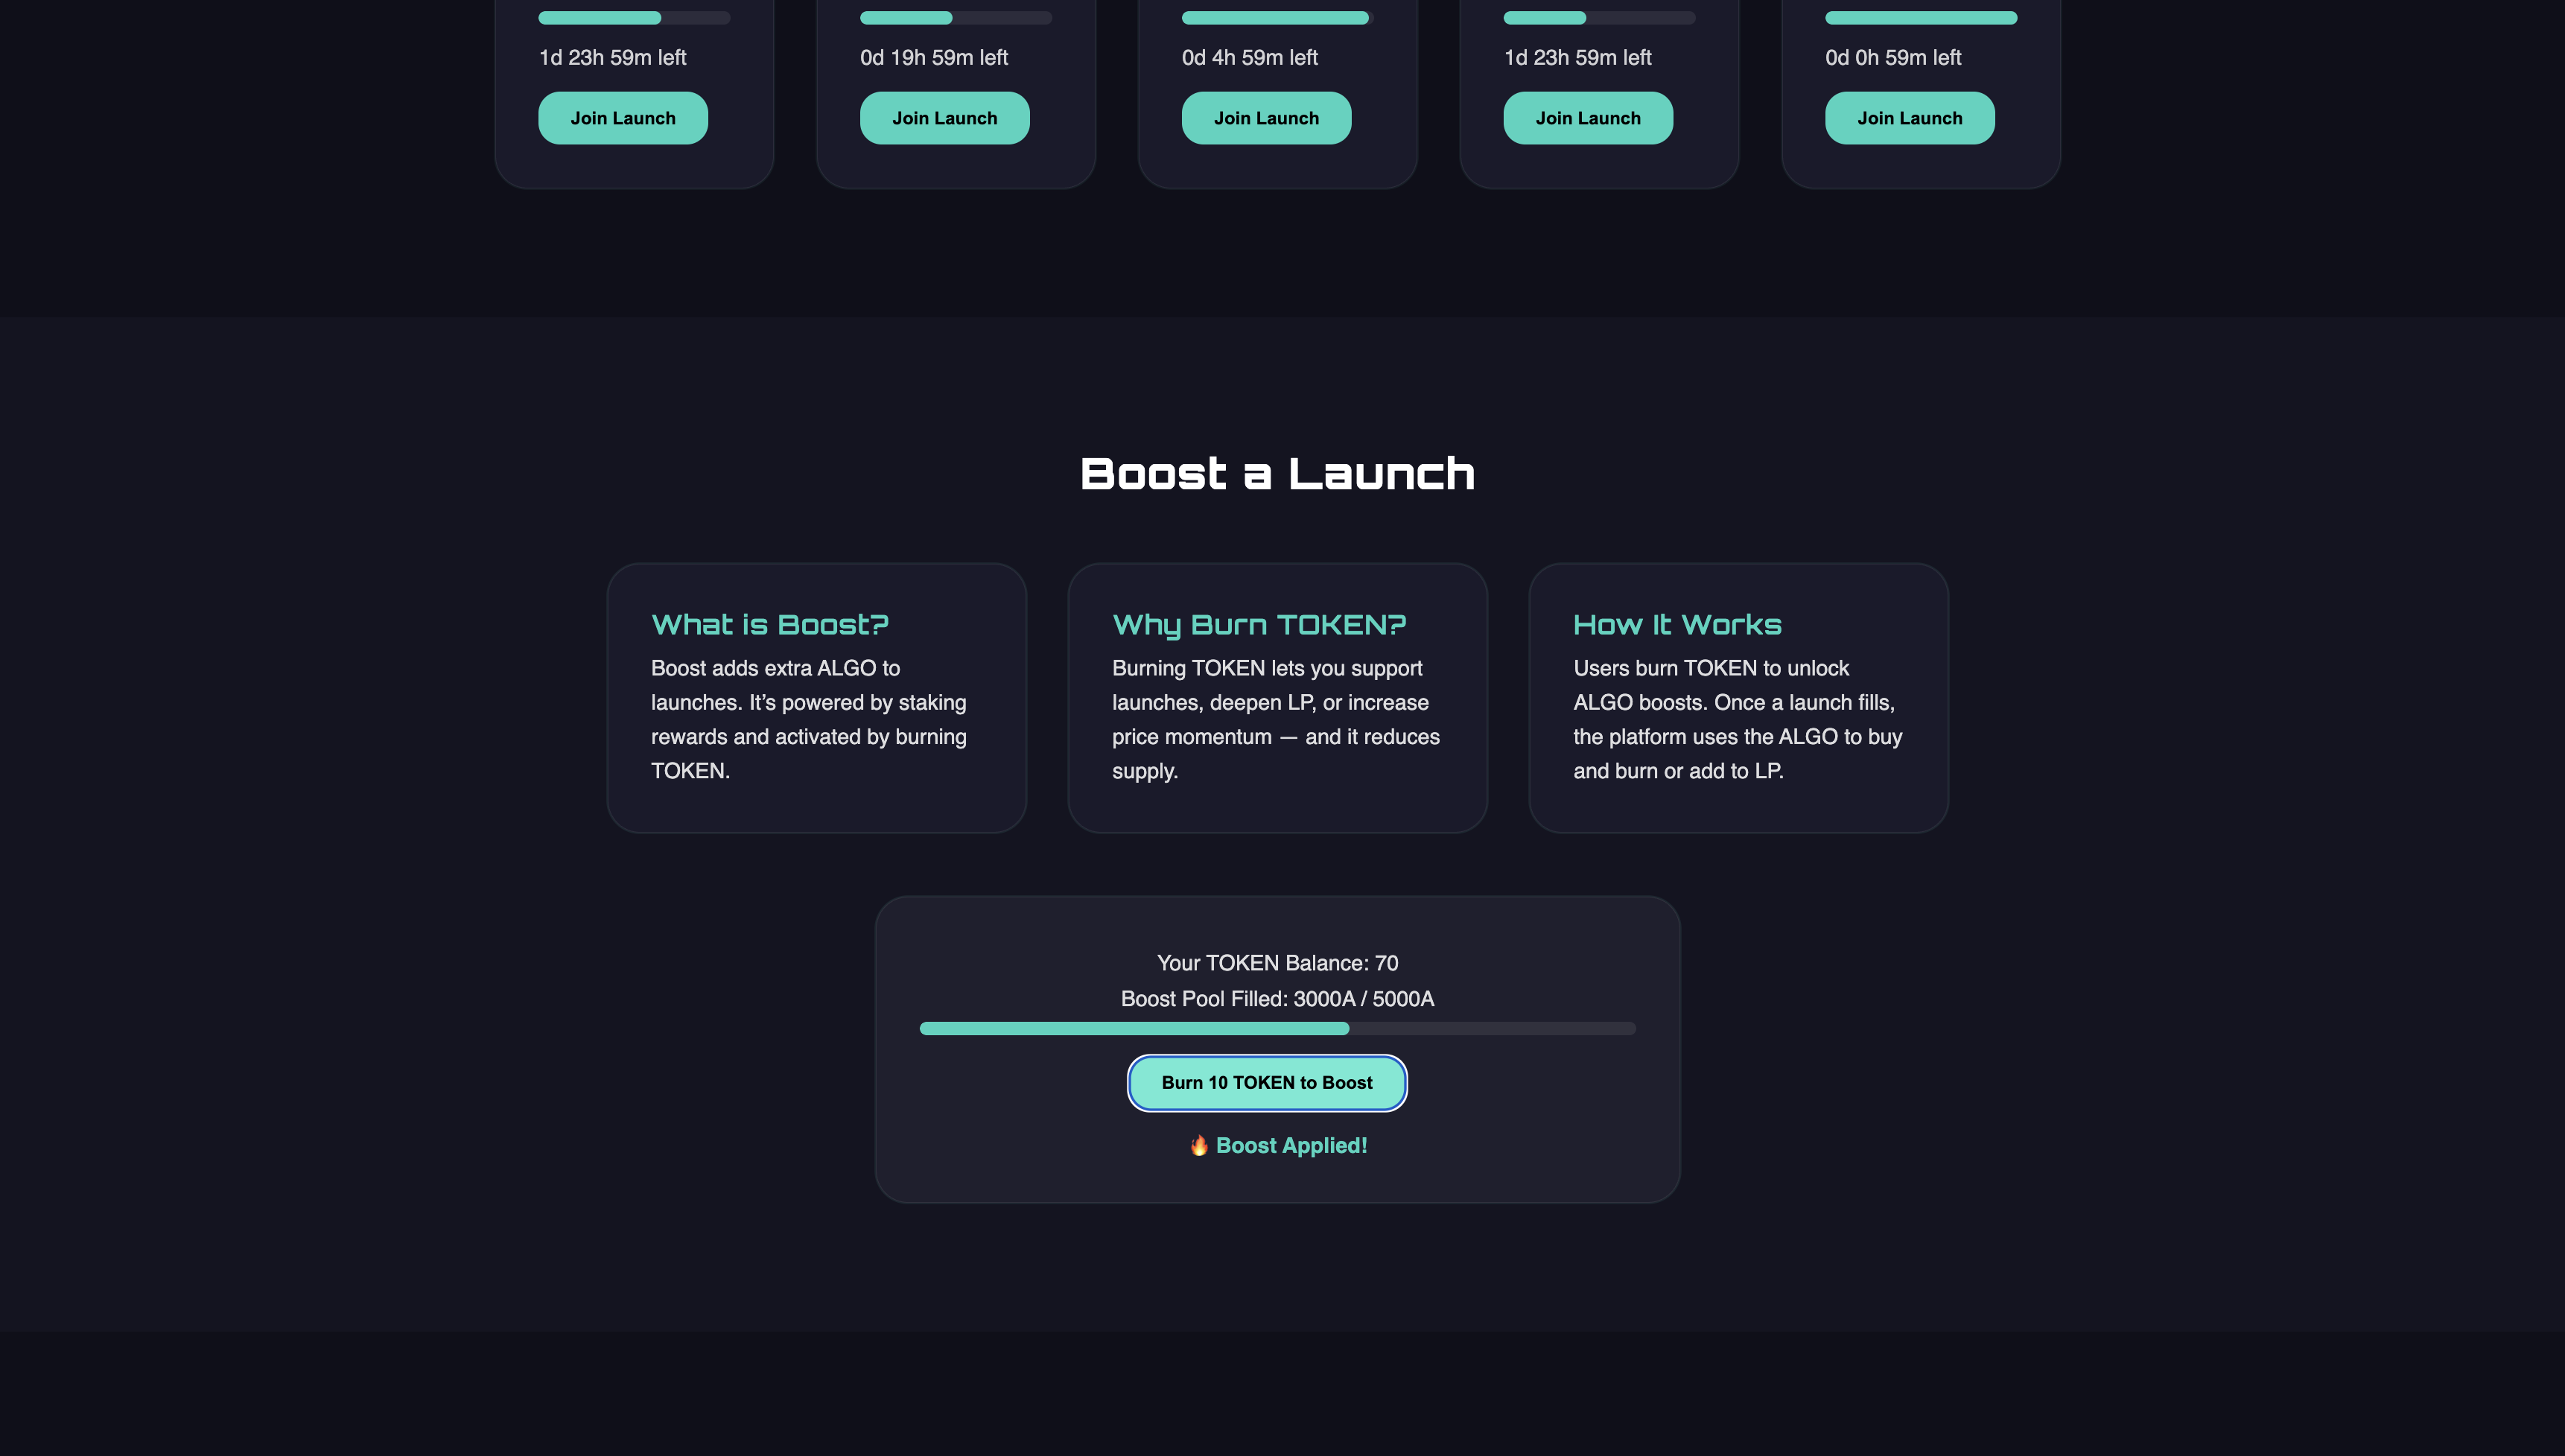 1d 23h 59m left
0d 19h 59m left
0d 4h 59m left
1d 23h 59m left
0d 0h 59m left
Join Launch
Join Launch
Join Launch
Join Launch
Join Launch
Boost a Launch
What is Boost?
Boost adds extra ALGO to
launches. It’s powered by staking
rewards and activated by burning
TOKEN.
Why Burn TOKEN?
Burning TOKEN lets you support
launches, deepen LP, or increase
price momentum — and it reduces
supply.
How It Works
Users burn TOKEN to unlock
ALGO boosts. Once a launch fills,
the platform uses the ALGO to buy
and burn or add to LP.
Your TOKEN Balance: 70
Boost Pool Filled: 3000A / 5000A
Burn 10 TOKEN to Boost
🔥 Boost Applied!